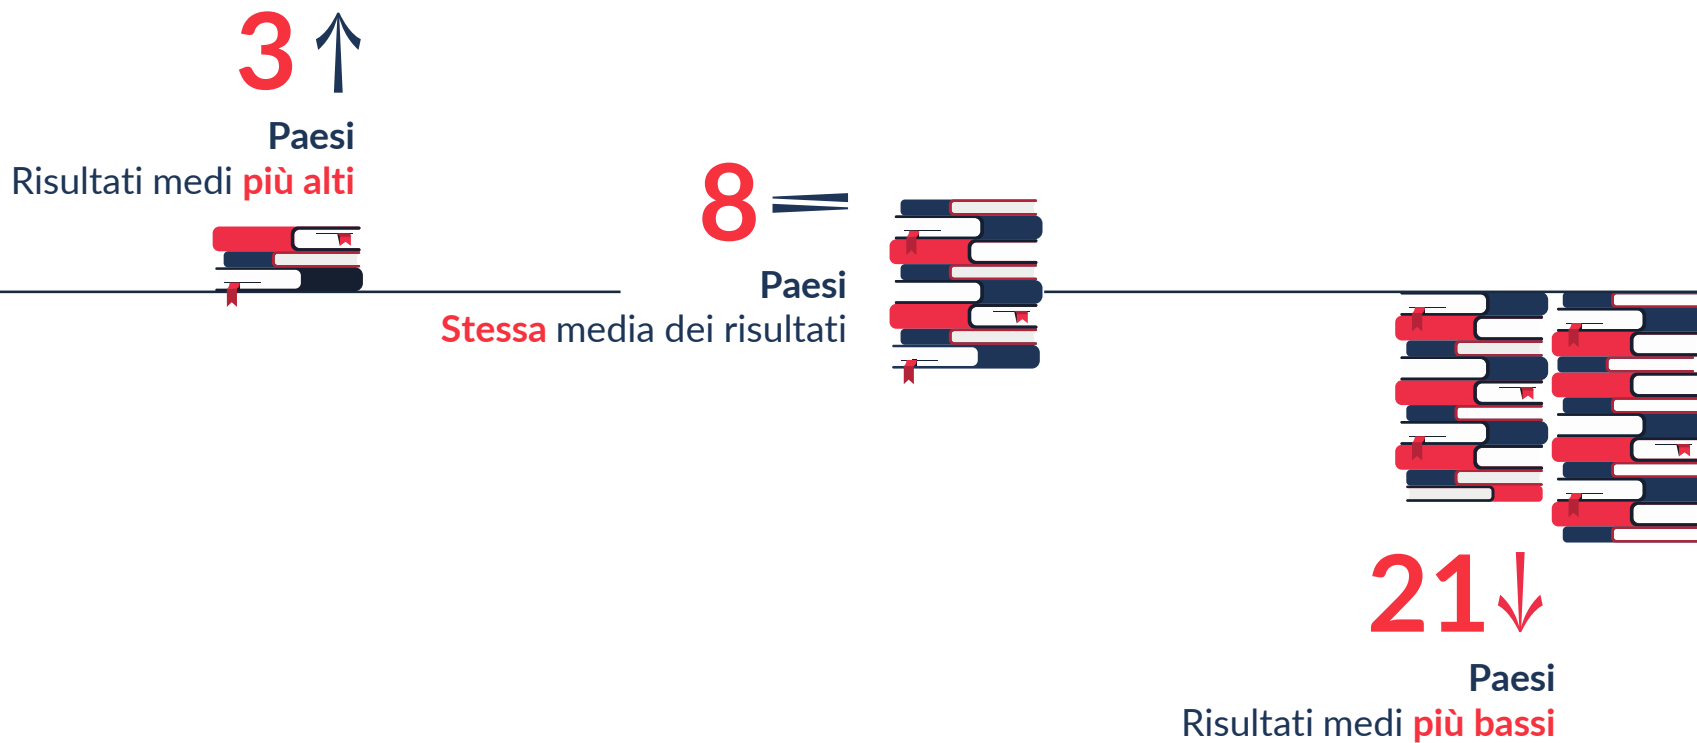 3
Paesi
Risultati medi più alti
8
Paesi
Stessa media dei risultati
21
Paesi
Risultati medi più bassi